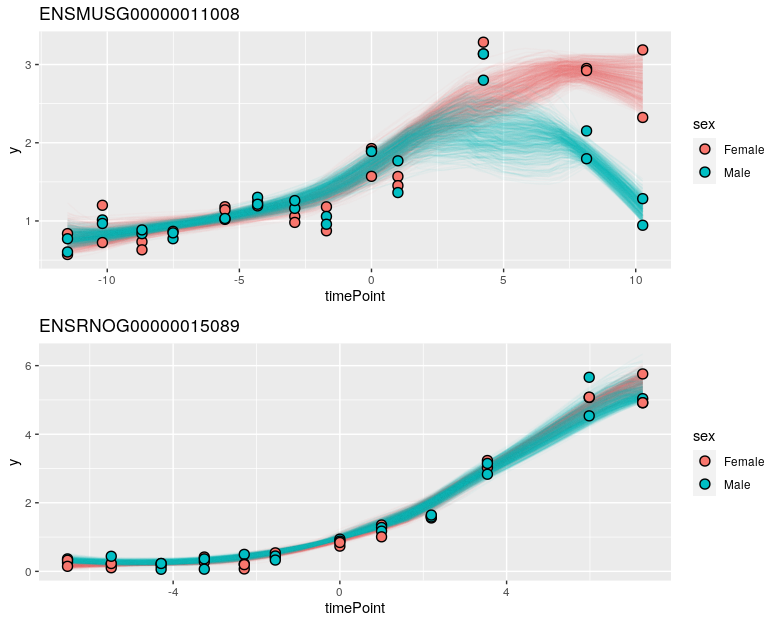 ENSMUSG00000011008
3
2
1
y
-10 -5 0 5 10
timePoint
sex
Female
Male
ENSRNOG00000015089
6
4
2
0
y
-4 0 4
timePoint
sex
Female
Male